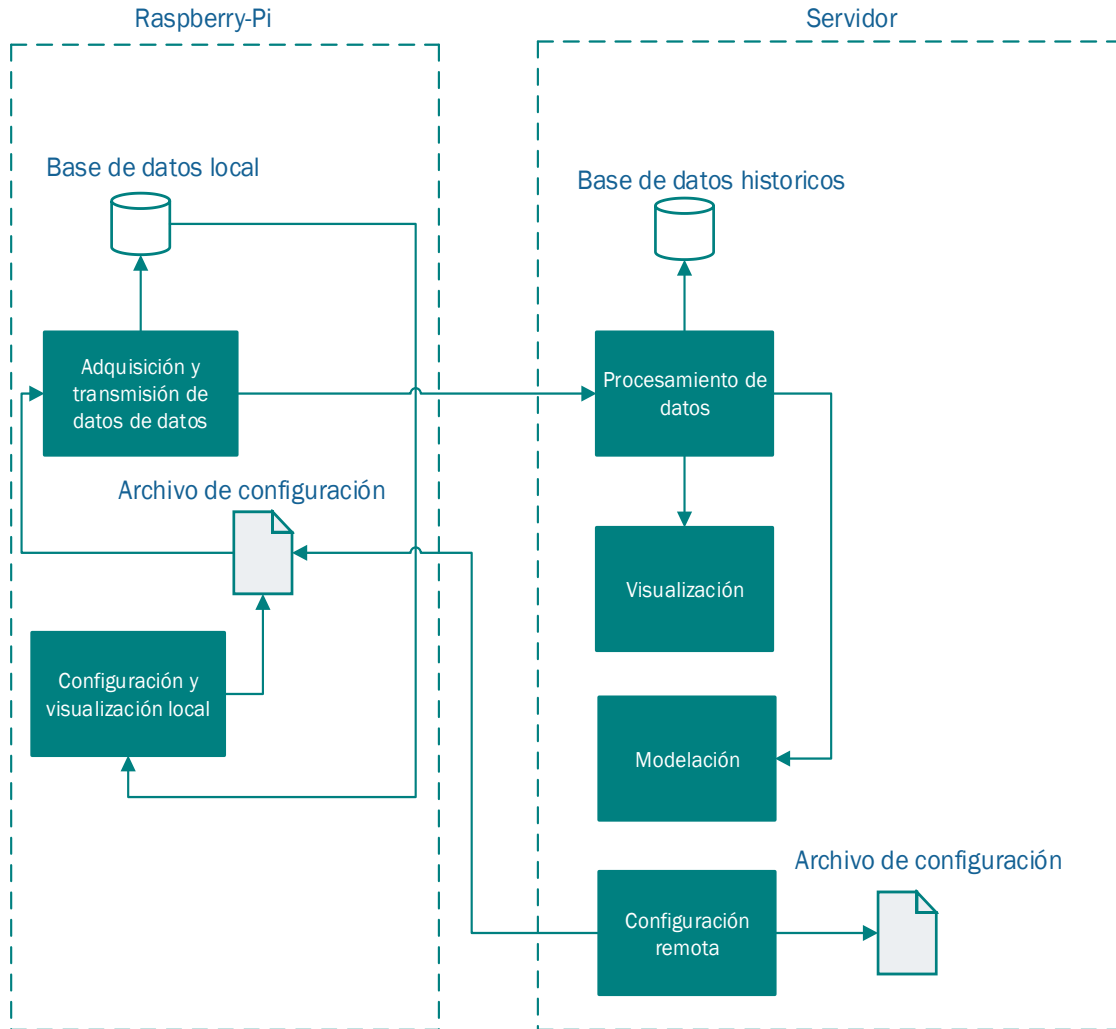 Raspberry-Pi
Servidor
Base de datos local
Base de datos historicos
Adquisición y
transmisión de
datos de datos
Procesamiento de
datos
Archivo de configuración
Visualización
Configuración y
visualización local
Modelación
Archivo de configuración
Configuración
remota